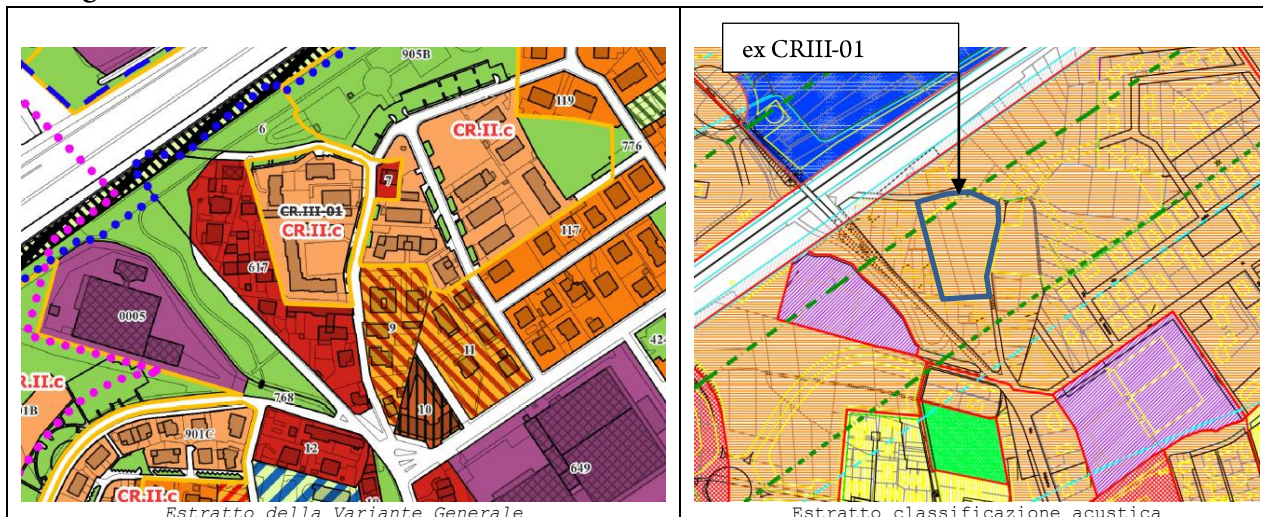 905B
119
6
CR.II.c
776
7
CR.III-01
CR.II.c
117
617
0005
9
11
424
R.II.c
01B
768
10
901C
12
649
CR.II.c
Estratto della Variante Generale
ex CRIII-01
Estratto classificazione acustica